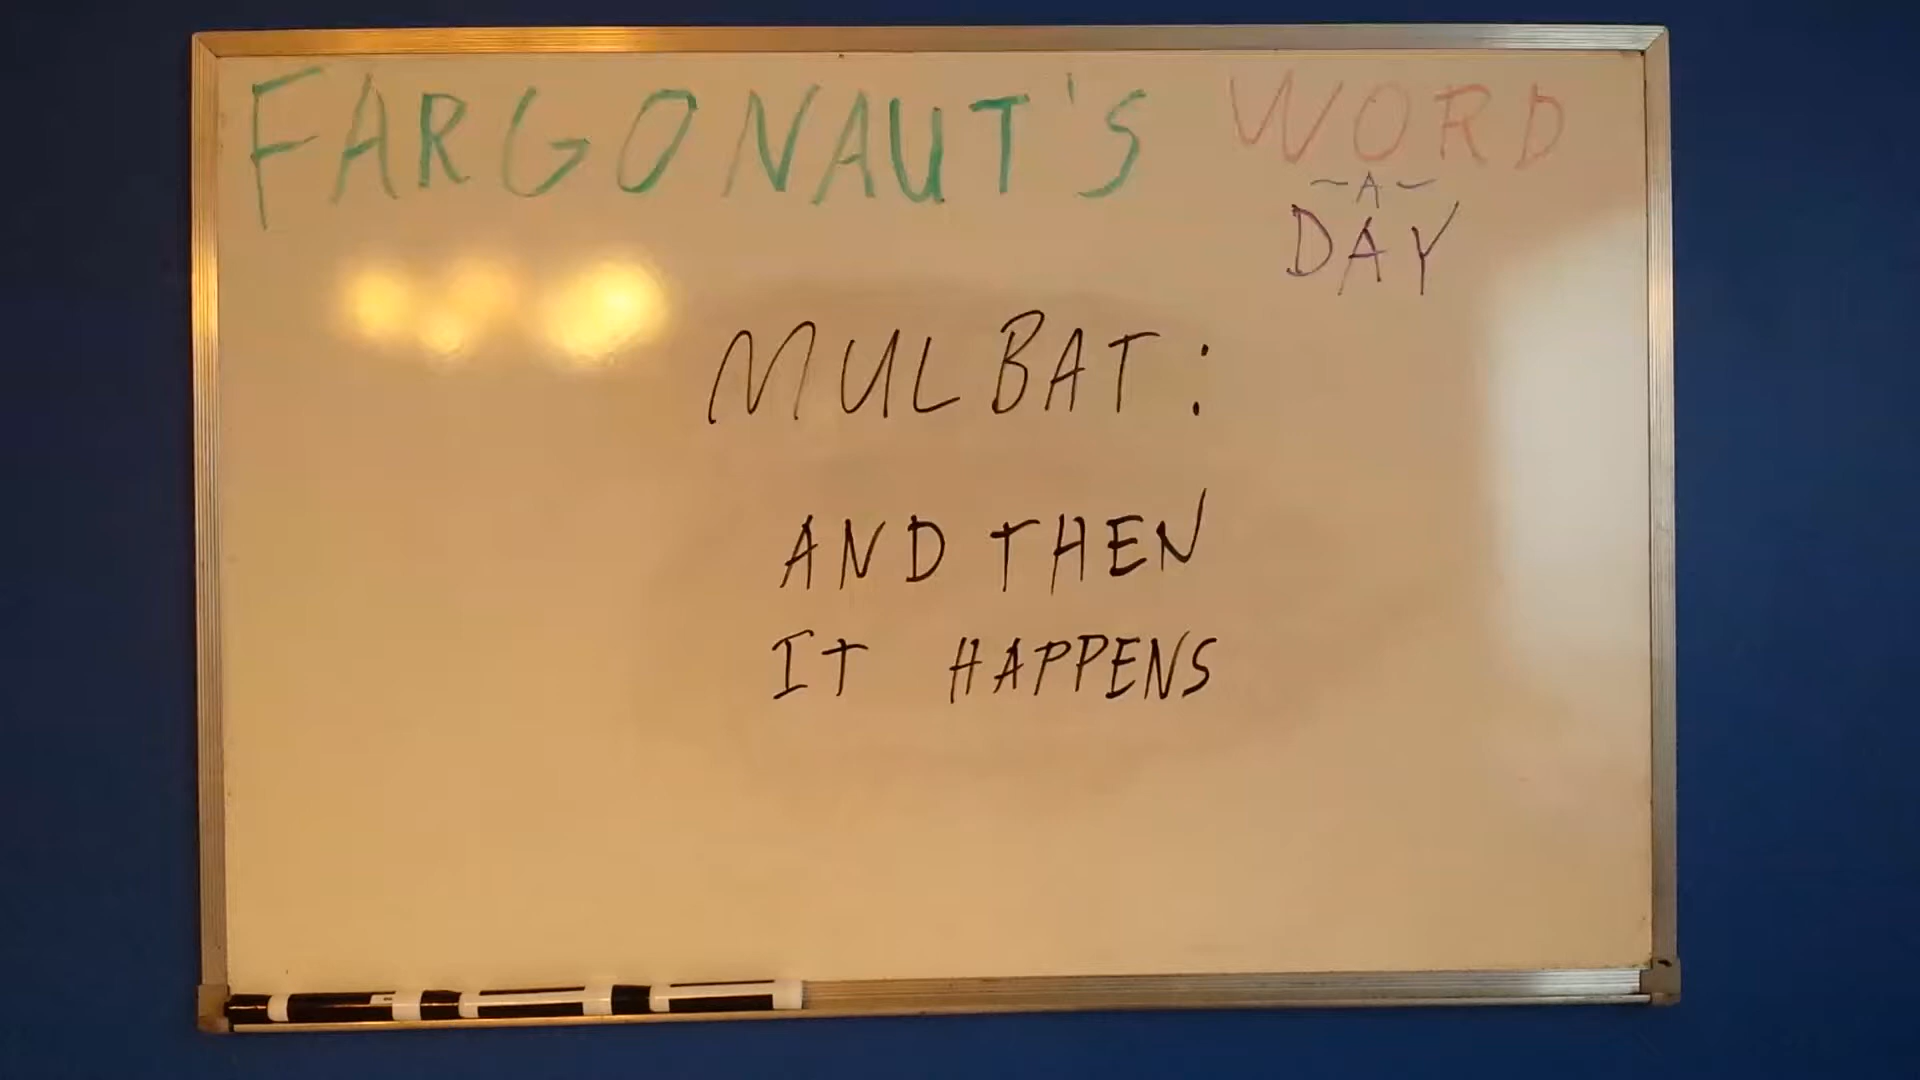 FARGONAUT'S WORD
-A-
DAY
MULBAT:
AND THEN
IT HAPPENS